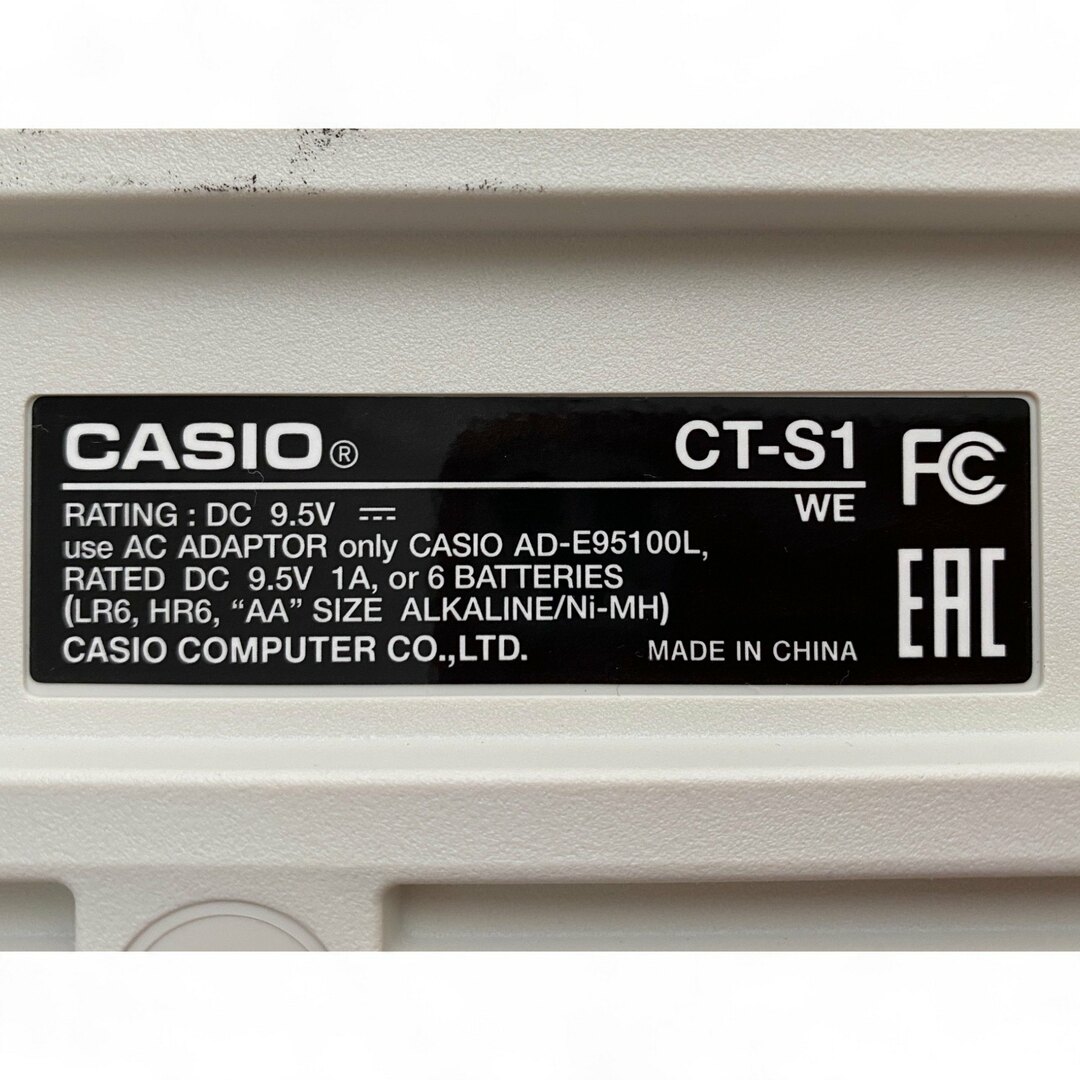 CASIO® CT-S1
WE
RATING : DC 9.5V ⎓
use AC ADAPTOR only CASIO AD-E95100L,
RATED DC 9.5V 1A, or 6 BATTERIES
(LR6, HR6, “AA” SIZE ALKALINE/Ni-MH)
CASIO COMPUTER CO.,LTD. MADE IN CHINA
FC
EAC